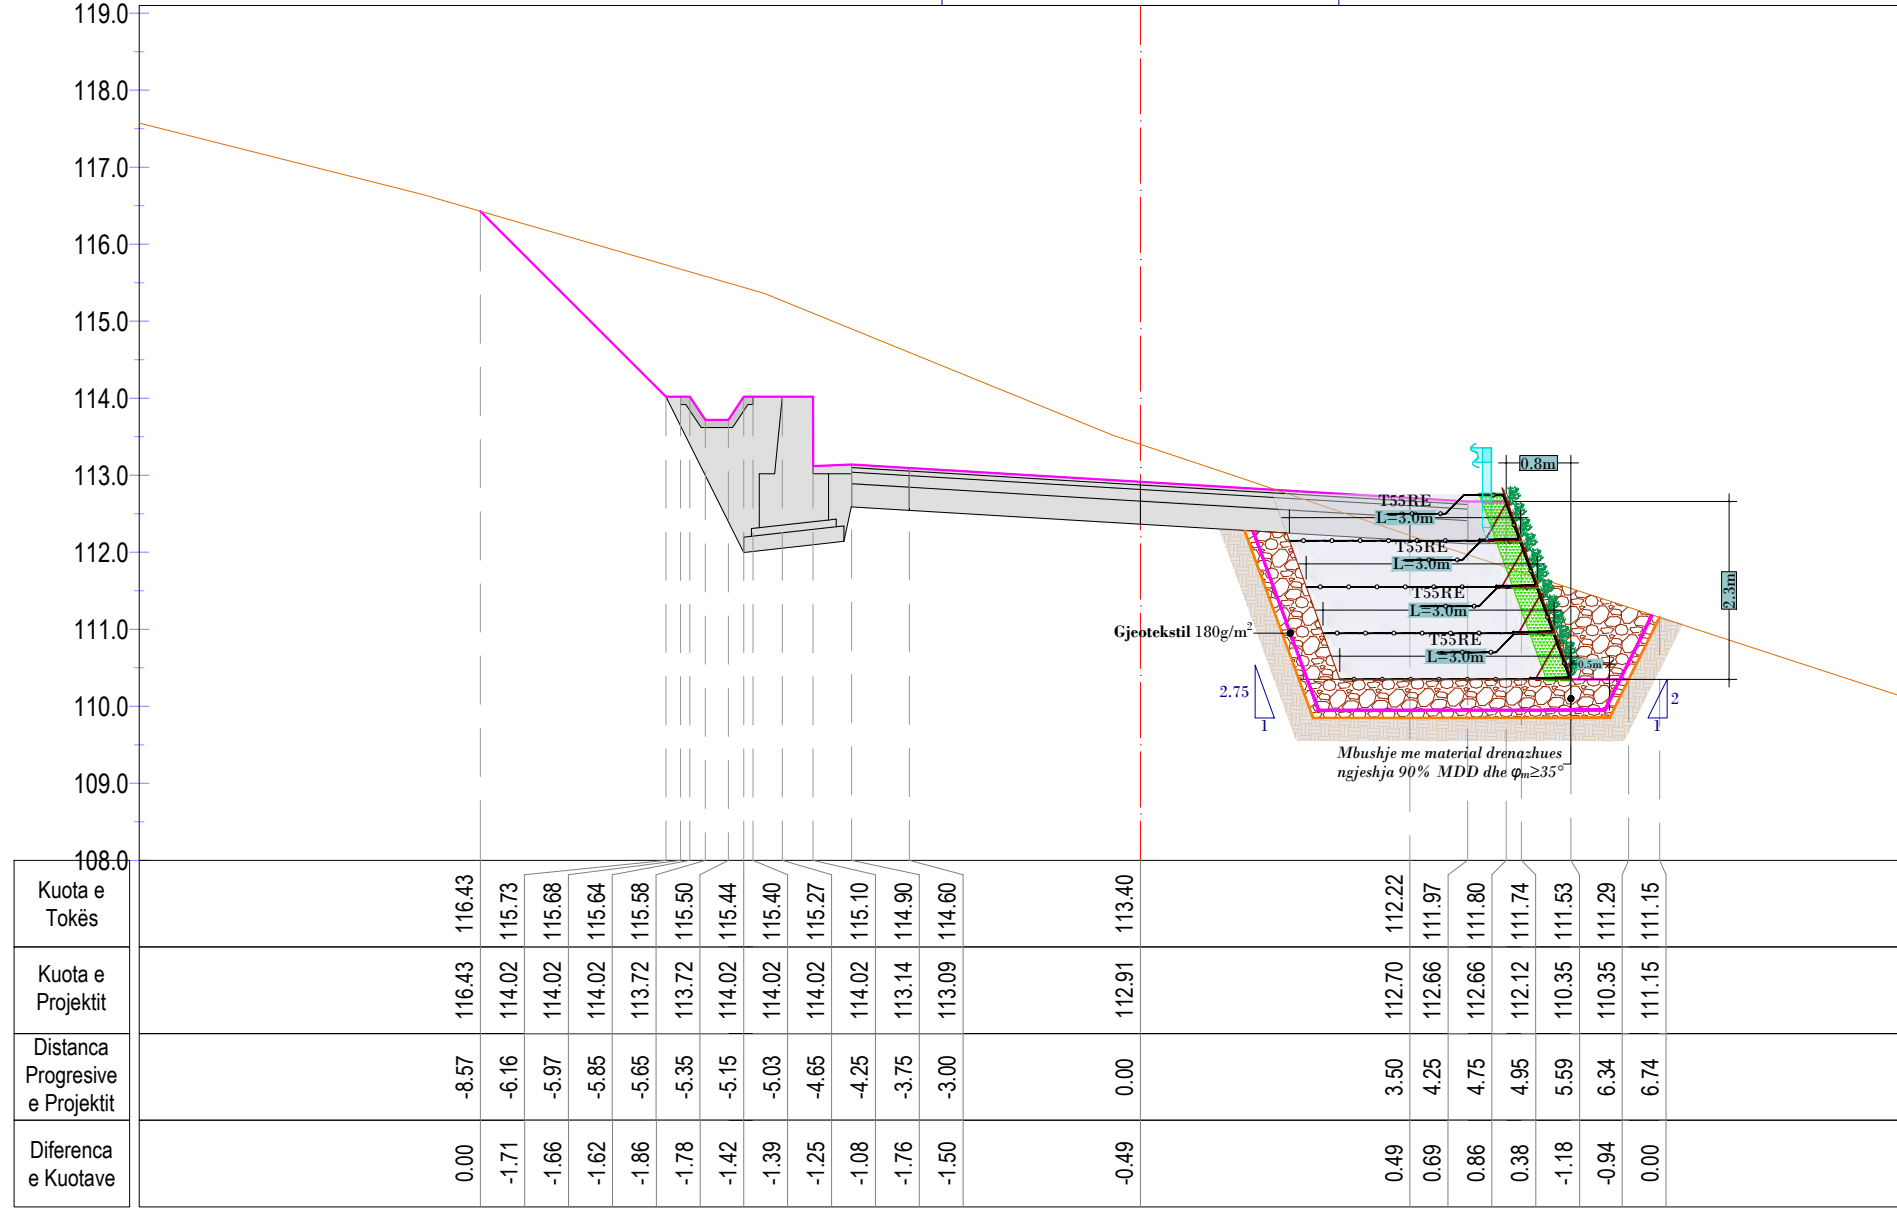 119.0
118.0
117.0
116.0
115.0
114.0
113.0
112.0
111.0
110.0
109.0
108.0
0.8m
T55RE
L=3.0m
T55RE
L=3.0m
T55RE
L=3.0m
T55RE
L=3.0m
2.3m
0.5m
Gjeotekstil 180g/m²
2.75
1
2
1
Mbushje me material drenazhues
ngjeshja 90% MDD dhe φm≥35°
Kuota e
Tokës
116.43 115.73 115.68 115.64 115.58 115.50 115.44 115.40 115.27 115.10 114.90 114.60 113.40 112.22 111.97 111.80 111.74 111.53 111.29 111.15
Kuota e
Projektit
116.43 114.02 114.02 114.02 113.72 113.72 114.02 114.02 114.02 114.02 113.14 113.09 112.91 112.70 112.66 112.66 112.12 110.35 110.35 111.15
Distanca
Progresive
e Projektit
-8.57 -6.16 -5.97 -5.85 -5.65 -5.35 -5.15 -5.03 -4.65 -4.25 -3.75 -3.00 0.00 3.50 4.25 4.75 4.95 5.59 6.34 6.74
Diferenca
e Kuotave
0.00 -1.71 -1.66 -1.62 -1.86 -1.78 -1.42 -1.39 -1.25 -1.08 -1.76 -1.50 -0.49 0.49 0.69 0.86 0.38 -1.18 -0.94 0.00